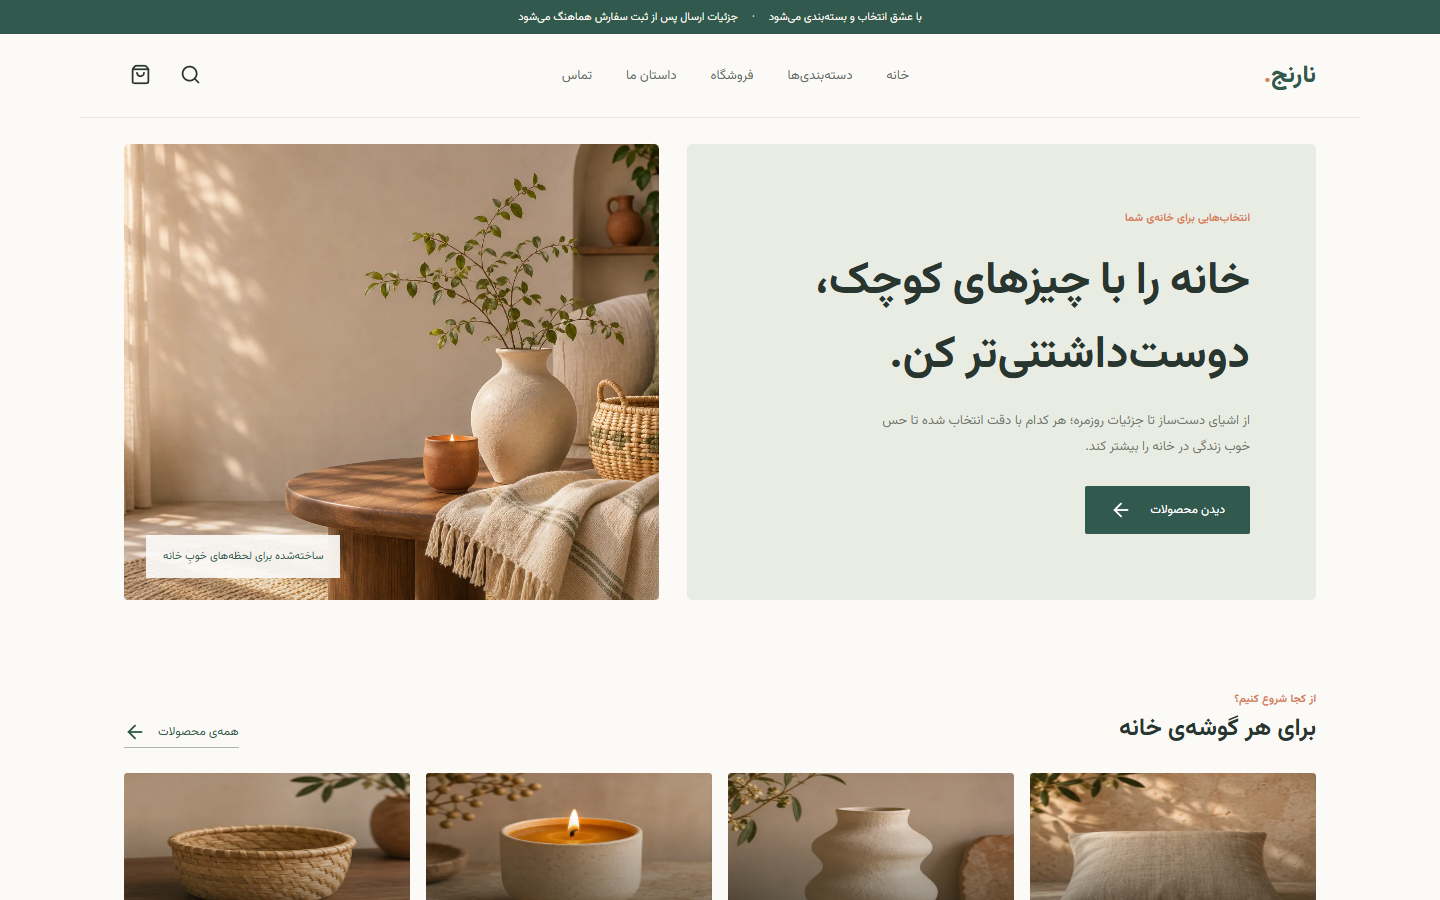 با عشق انتخاب و بسته‌بندی می‌شود · جزئیات ارسال پس از ثبت سفارش هماهنگ می‌شود
نارنج.
خانه
دسته‌بندی‌ها
فروشگاه
داستان ما
تماس
انتخاب‌هایی برای خانه‌ی شما
خانه را با چیزهای کوچک،
دوست‌داشتنی‌تر کن.
از اشیای دست‌ساز تا جزئیات روزمره؛ هر کدام با دقت انتخاب شده تا حس
خوب زندگی در خانه را بیشتر کند.
دیدن محصولات
ساخته‌شده برای لحظه‌های خوبِ خانه
از کجا شروع کنیم؟
برای هر گوشه‌ی خانه
همه‌ی محصولات